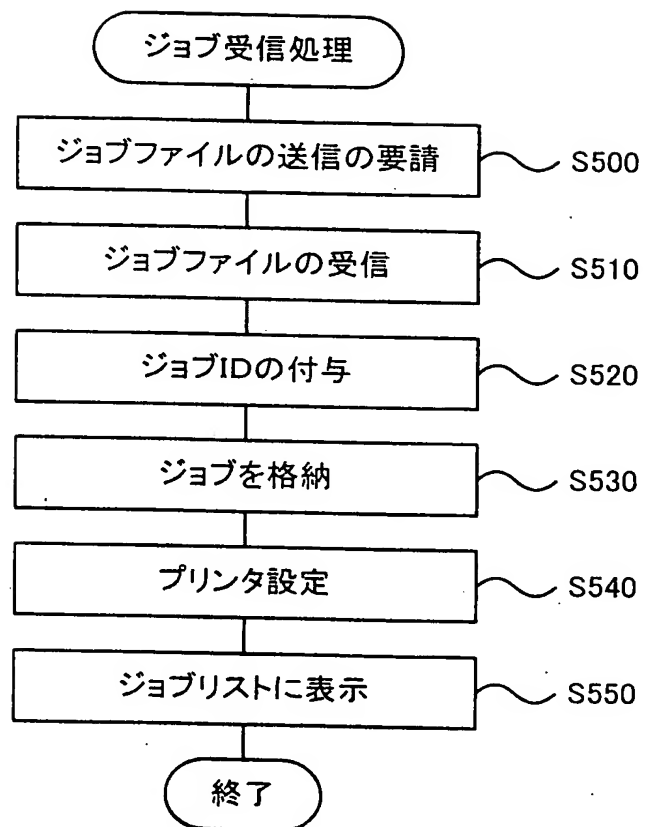 ジョブ受信処理
ジョブファイルの送信の要請 S500
ジョブファイルの受信 S510
ジョブIDの付与 S520
ジョブを格納 S530
プリンタ設定 S540
ジョブリストに表示 S550
終了